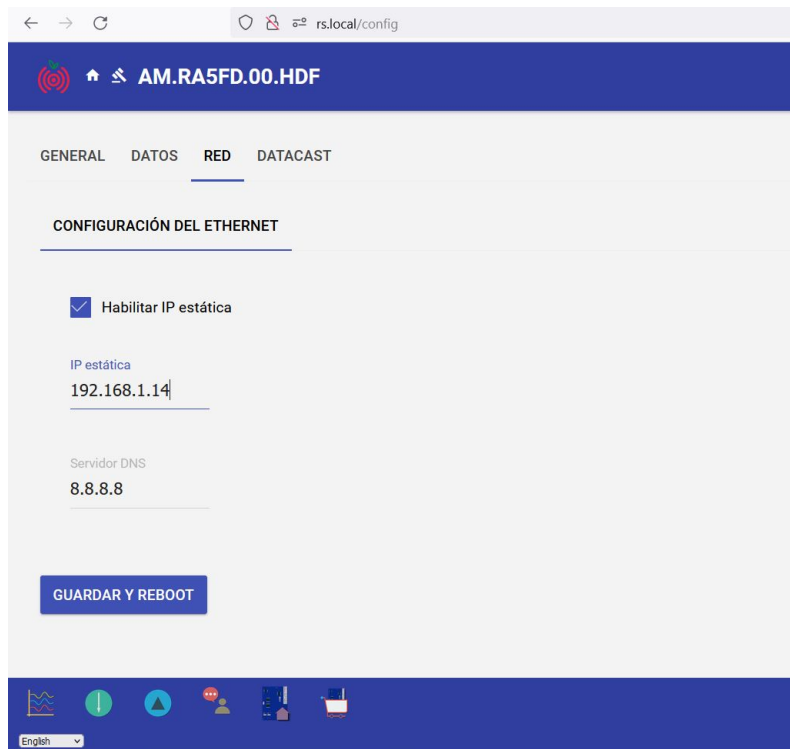 rs.local/config
AM.RA5FD.00.HDF
GENERAL DATOS RED DATACAST
CONFIGURACIÓN DEL ETHERNET
Habilitar IP estática
IP estática
192.168.1.14
Servidor DNS
8.8.8.8
GUARDAR Y REBOOT
English